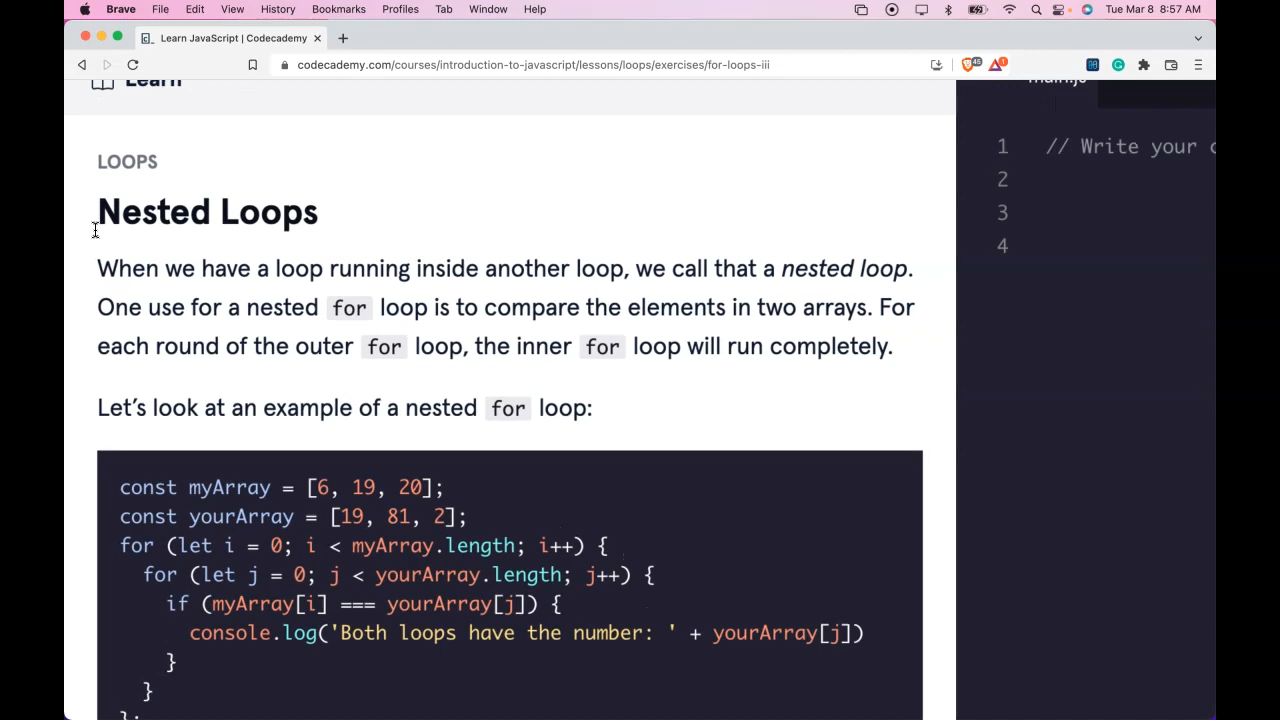 Brave File Edit View History Bookmarks Profiles Tab Window Help Tue Mar 8 8:57 AM
Learn JavaScript | Codecademy
codecademy.com/courses/introduction-to-javascript/lessons/loops/exercises/for-loops-iii 45 1
Learn
main.js
LOOPS
Nested Loops
When we have a loop running inside another loop, we call that a nested loop.
One use for a nested for loop is to compare the elements in two arrays. For
each round of the outer for loop, the inner for loop will run completely.
Let's look at an example of a nested for loop:
const myArray = [6, 19, 20];
const yourArray = [19, 81, 2];
for (let i = 0; i < myArray.length; i++) {
for (let j = 0; j < yourArray.length; j++) {
if (myArray[i] === yourArray[j]) {
console.log('Both loops have the number: ' + yourArray[j])
}
}
};
1 // Write your c
2
3
4